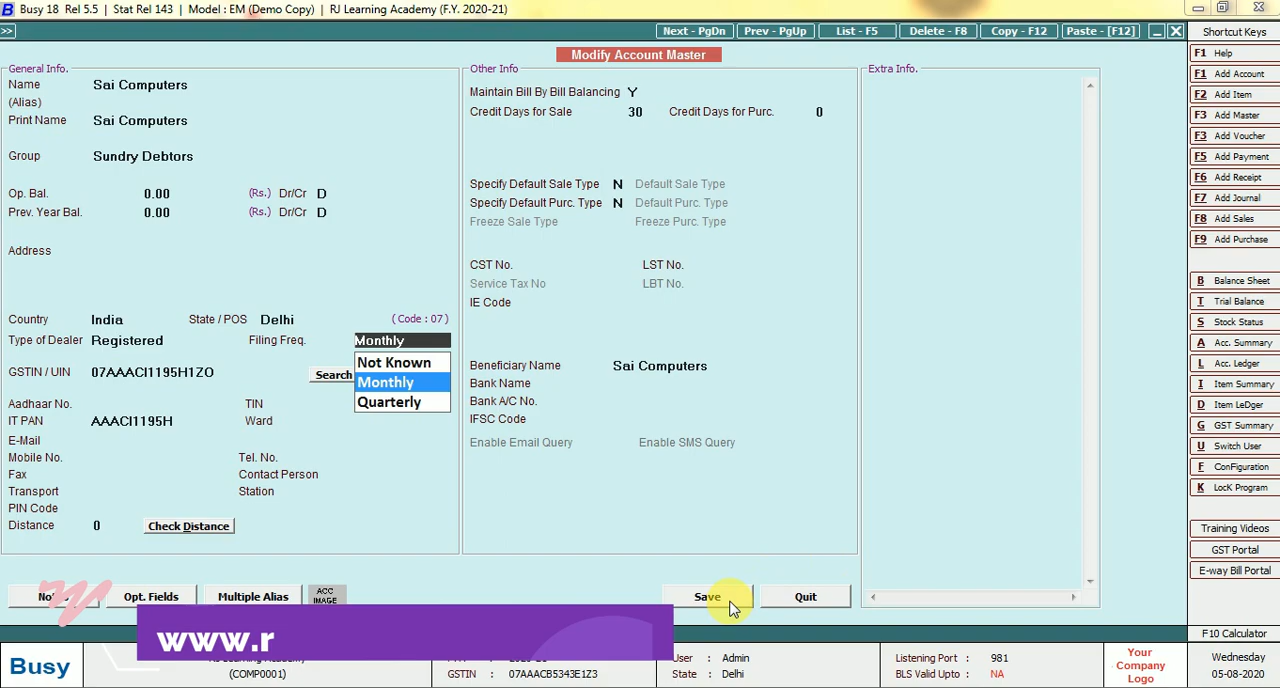 Busy 18 Rel 5.5 | Stat Rel 143 | Model : EM (Demo Copy) | RJ Learning Academy (F.Y. 2020-21)
>> Next - PgDn Prev - PgUp List - F5 Delete - F8 Copy - F12 Paste - [F12]
Modify Account Master
General Info.
Name Sai Computers
(Alias)
Print Name Sai Computers
Group Sundry Debtors
Op. Bal. 0.00 (Rs.) Dr/Cr D
Prev. Year Bal. 0.00 (Rs.) Dr/Cr D
Address
Country India State / POS Delhi ( Code : 07 )
Type of Dealer Registered Filing Freq. Monthly
Not Known
Monthly
Quarterly
GSTIN / UIN 07AAACI1195H1ZO Search
Aadhaar No. TIN
IT PAN AAACI1195H Ward
E-Mail
Mobile No. Tel. No.
Fax Contact Person
Transport Station
PIN Code
Distance 0 Check Distance
Other Info
Maintain Bill By Bill Balancing Y
Credit Days for Sale 30 Credit Days for Purc. 0
Specify Default Sale Type N Default Sale Type
Specify Default Purc. Type N Default Purc. Type
Freeze Sale Type Freeze Purc. Type
CST No. LST No.
Service Tax No LBT No.
IE Code
Beneficiary Name Sai Computers
Bank Name
Bank A/C No.
IFSC Code
Enable Email Query Enable SMS Query
Extra Info.
Opt. Fields Multiple Alias ACC IMAGE Save Quit
www.r
Shortcut Keys
F1 Help
F1 Add Account
F2 Add Item
F3 Add Master
F3 Add Voucher
F5 Add Payment
F6 Add Receipt
F7 Add Journal
F8 Add Sales
F9 Add Purchase
B Balance Sheet
T Trial Balance
S Stock Status
A Acc. Summary
L Acc. Ledger
I Item Summary
D Item LeDger
G GST Summary
U Switch User
F ConFiguration
K LocK Program
Training Videos
GST Portal
E-way Bill Portal
F10 Calculator
Busy
(COMP0001)
GSTIN : 07AAACB5343E1Z3
User : Admin
State : Delhi
Listening Port : 981
BLS Valid Upto : NA
Your Company Logo
Wednesday
05-08-2020